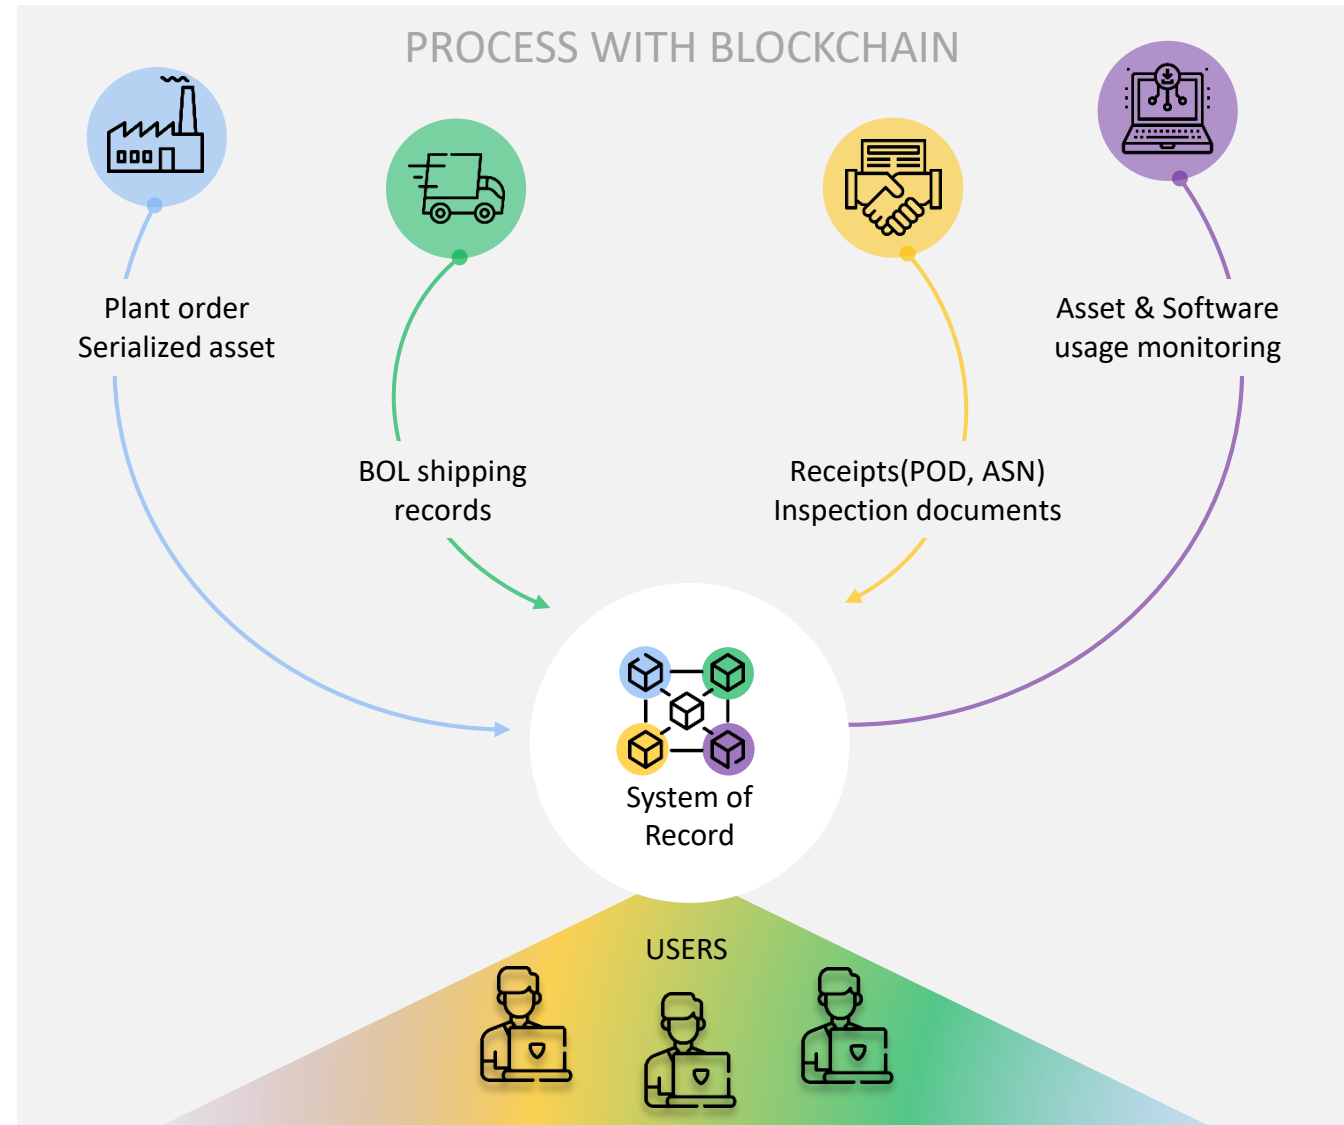 PROCESS WITH BLOCKCHAIN
Plant order
Serialized asset
BOL shipping
records
Receipts(POD, ASN)
Inspection documents
Asset & Software
usage monitoring
System of
Record
USERS